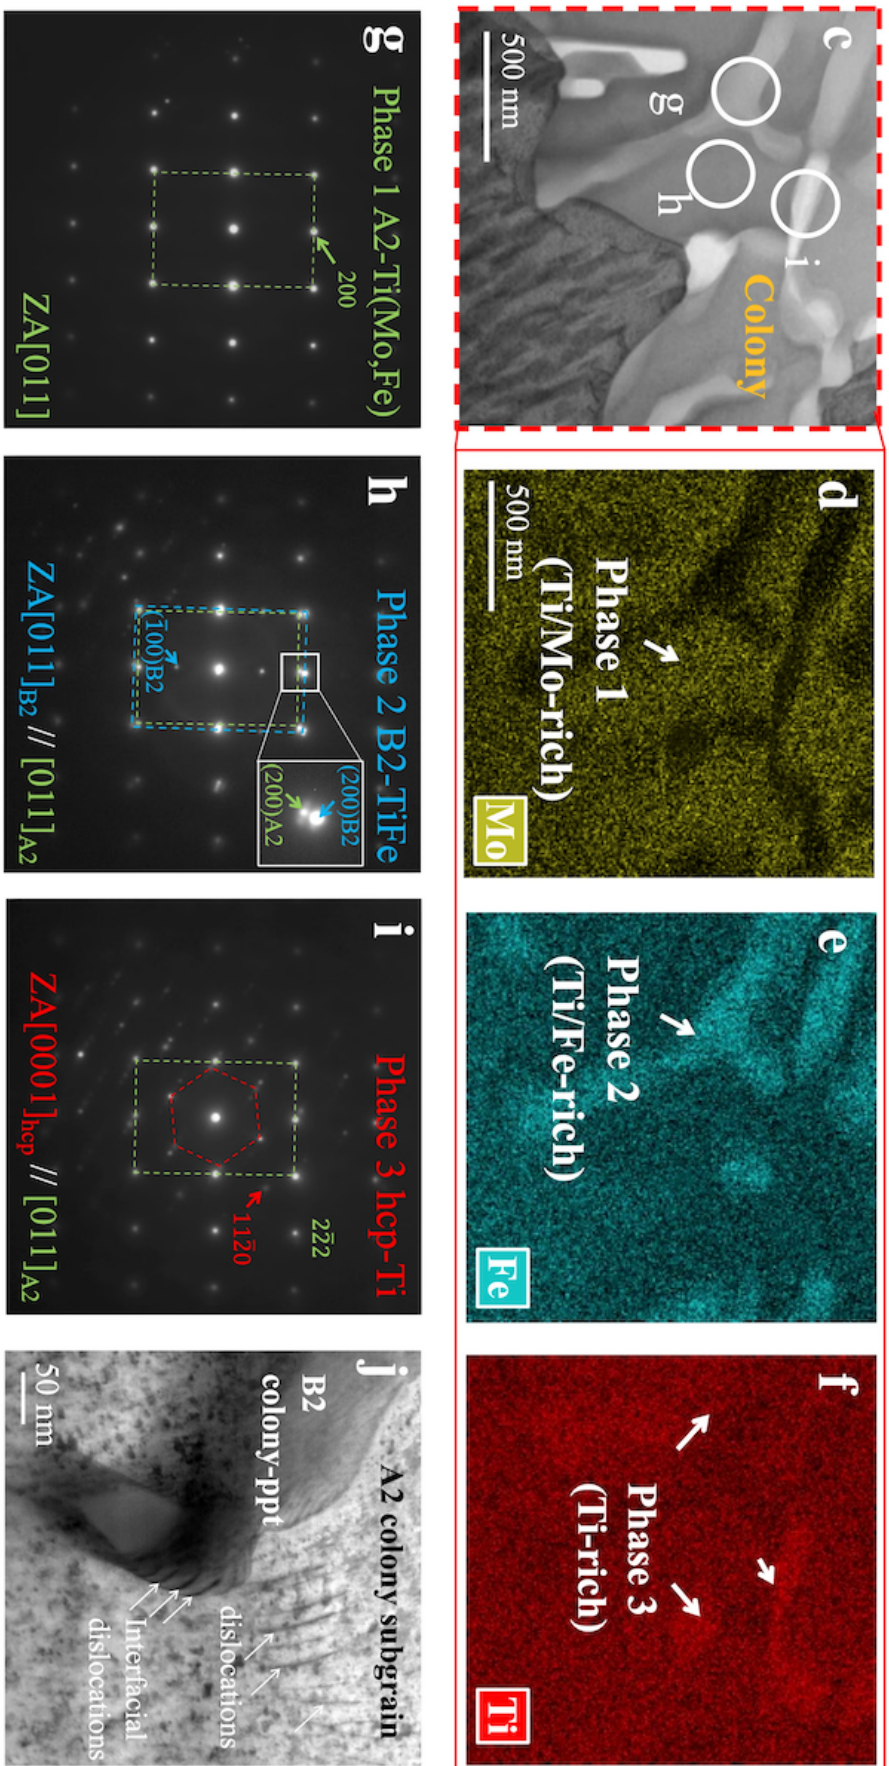 c
500 nm
g
h
i
Colony
d
500 nm
Phase 1
(Ti/Mo-rich)
Mo
e
Phase 2
(Ti/Fe-rich)
Fe
f
Phase 3
(Ti-rich)
Ti
g
Phase 1 A2-Ti(Mo,Fe)
200
ZA[011]
h
Phase 2 B2-TiFe
(200)B2
(200)A2
(1̄00)B2
ZA[011]B2 // [011]A2
i
Phase 3 hcp-Ti
22̄2
112̄0
ZA[0001]hcp // [011]A2
j
A2 colony subgrain
B2
colony-ppt
dislocations
Interfacial
dislocations
50 nm